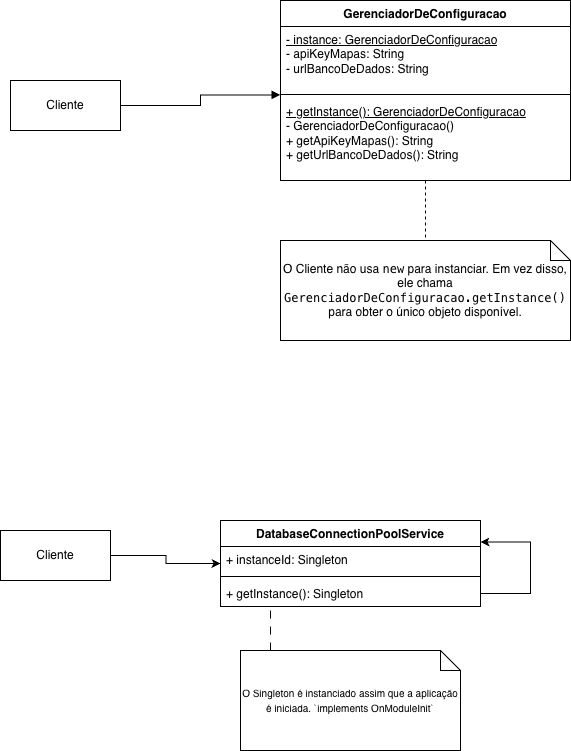 GerenciadorDeConfiguracao
- instance: GerenciadorDeConfiguracao
- apiKeyMapas: String
- urlBancoDeDados: String
Cliente
+ getInstance(): GerenciadorDeConfiguracao
- GerenciadorDeConfiguracao()
+ getApiKeyMapas(): String
+ getUrlBancoDeDados(): String
O Cliente não usa new para instanciar. Em vez disso,
ele chama
GerenciadorDeConfiguracao.getInstance()
para obter o único objeto disponível.
DatabaseConnectionPoolService
Cliente
+ instanceId: Singleton
+ getInstance(): Singleton
O Singleton é instanciado assim que a aplicação
é iniciada. `implements OnModuleInit`